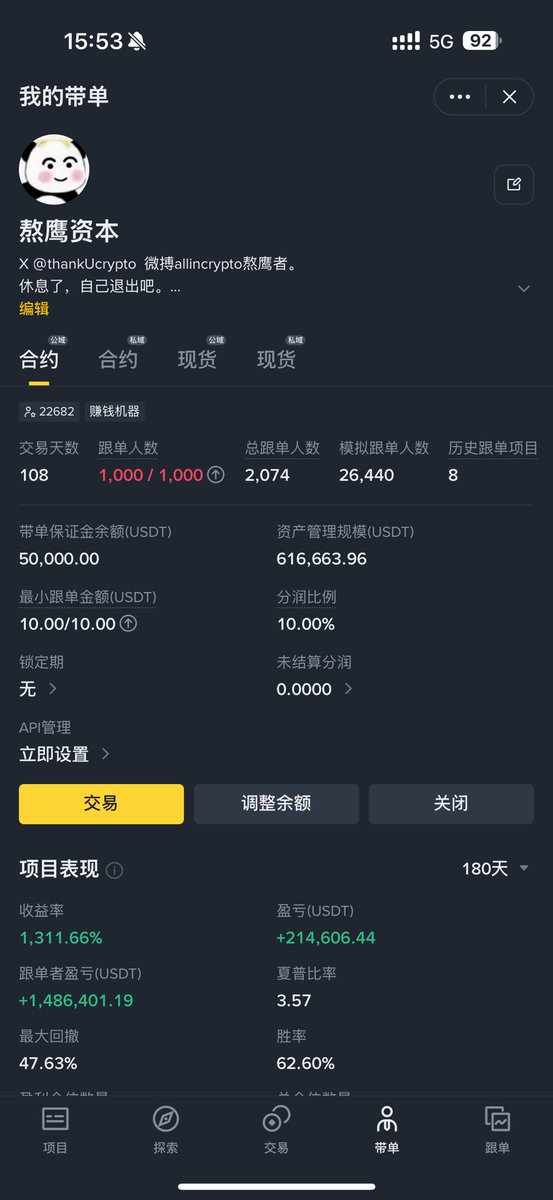 15:53 5G 92
我的带单
熬鹰资本
X @thankUcrypto 微搏allincrypto熬鹰者。
休息了，自己退出吧。...
编辑
合约 公域 合约 私域 现货 公域 现货 私域
22682 赚钱机器
交易天数 跟单人数 总跟单人数 模拟跟单人数 历史跟单项目
108 1,000 / 1,000 2,074 26,440 8
带单保证金余额(USDT) 资产管理规模(USDT)
50,000.00 616,663.96
最小跟单金额(USDT) 分润比例
10.00/10.00 10.00%
锁定期 未结算分润
无 0.0000
API管理
立即设置
交易 调整余额 关闭
项目表现 180天
收益率 盈亏(USDT)
1,311.66% +214,606.44
跟单者盈亏(USDT) 夏普比率
+1,486,401.19 3.57
最大回撤 胜率
47.63% 62.60%
项目 探索 交易 带单 跟单